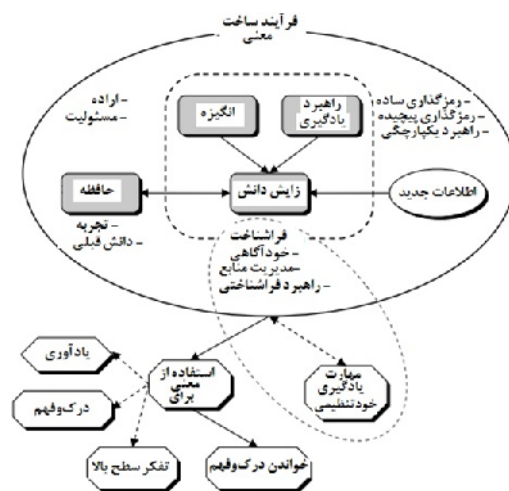 فرآیند ساخت
معنی
- اراده
- مسئولیت
انگیزه
راهبرد
یادگیری
- رمزگذاری ساده
- رمزگذاری پیچیده
- راهبرد یکپارچگی
حافظه
زایش دانش
اطلاعات جدید
- تجربه
- دانش قبلی
فراشناخت
- خودآگاهی
- مدیریت منابع
- راهبرد فراشناختی
یادآوری
درک‌وفهم
تفکر سطح بالا
استفاده از
معنی
برای
خواندن درک‌وفهم
مهارت
یادگیری
خودتنظیمی